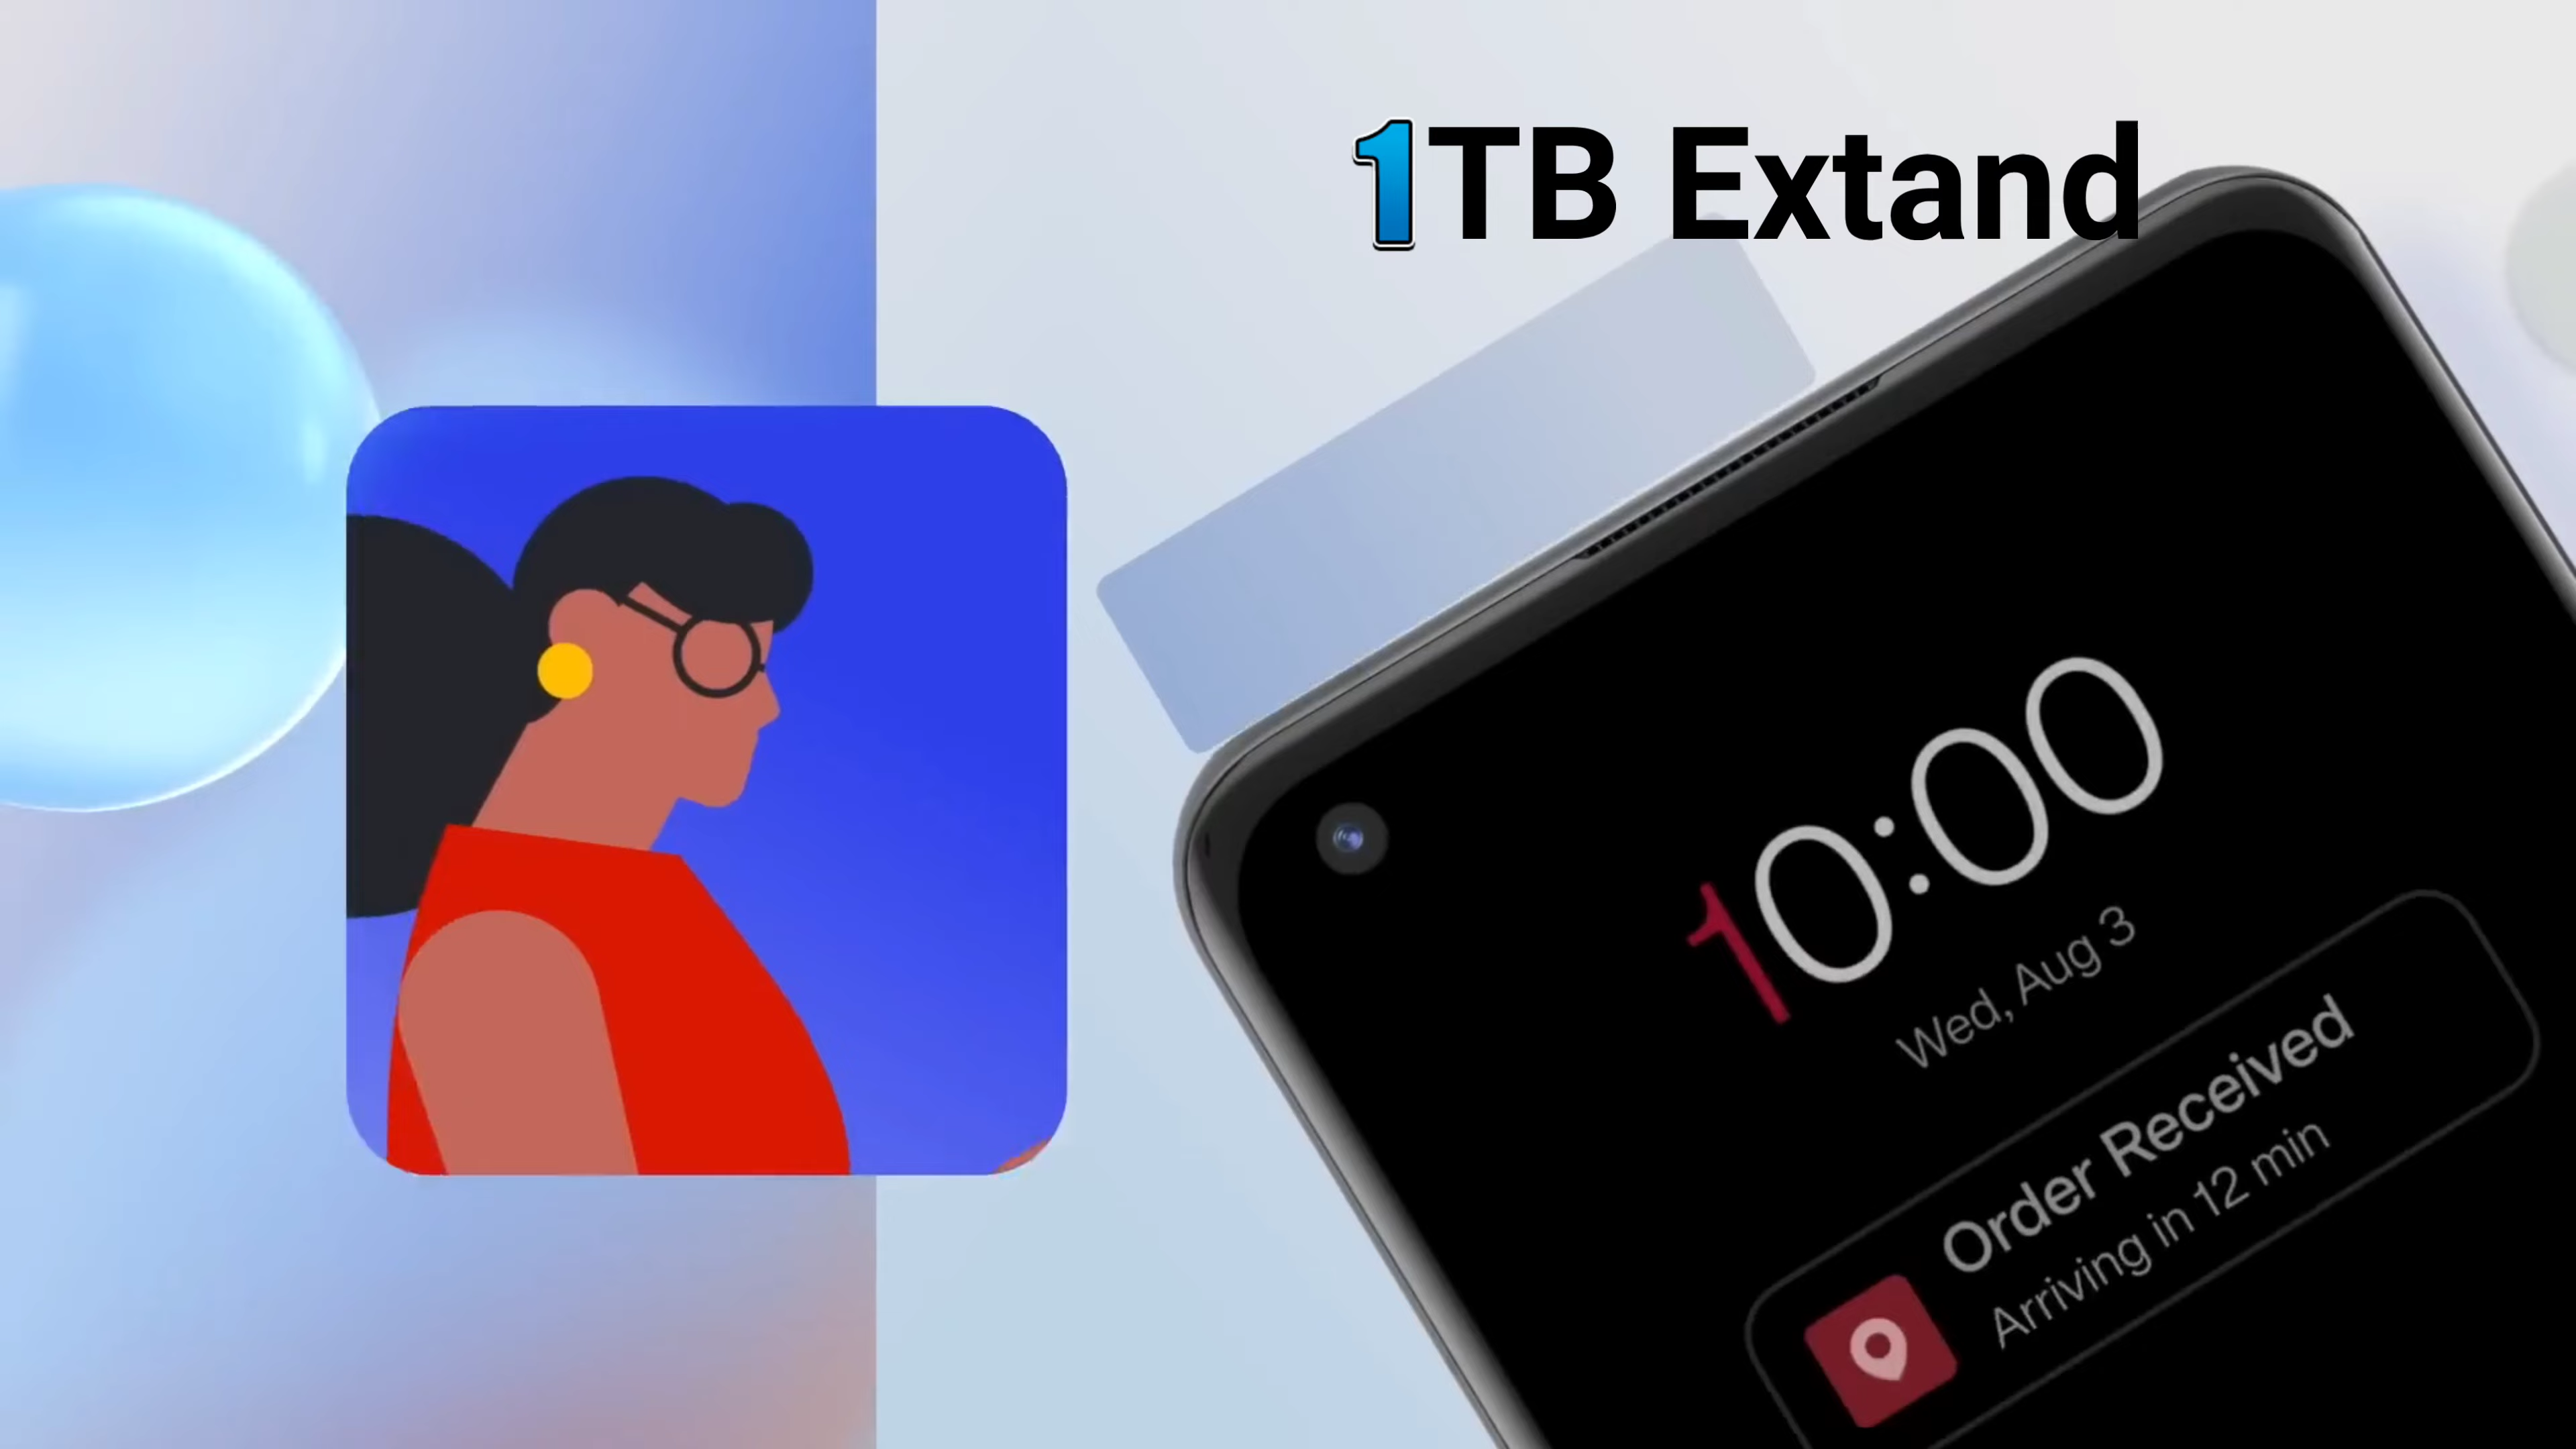 1TB Extand
10:00
Wed, Aug 3
Order Received
Arriving in 12 min